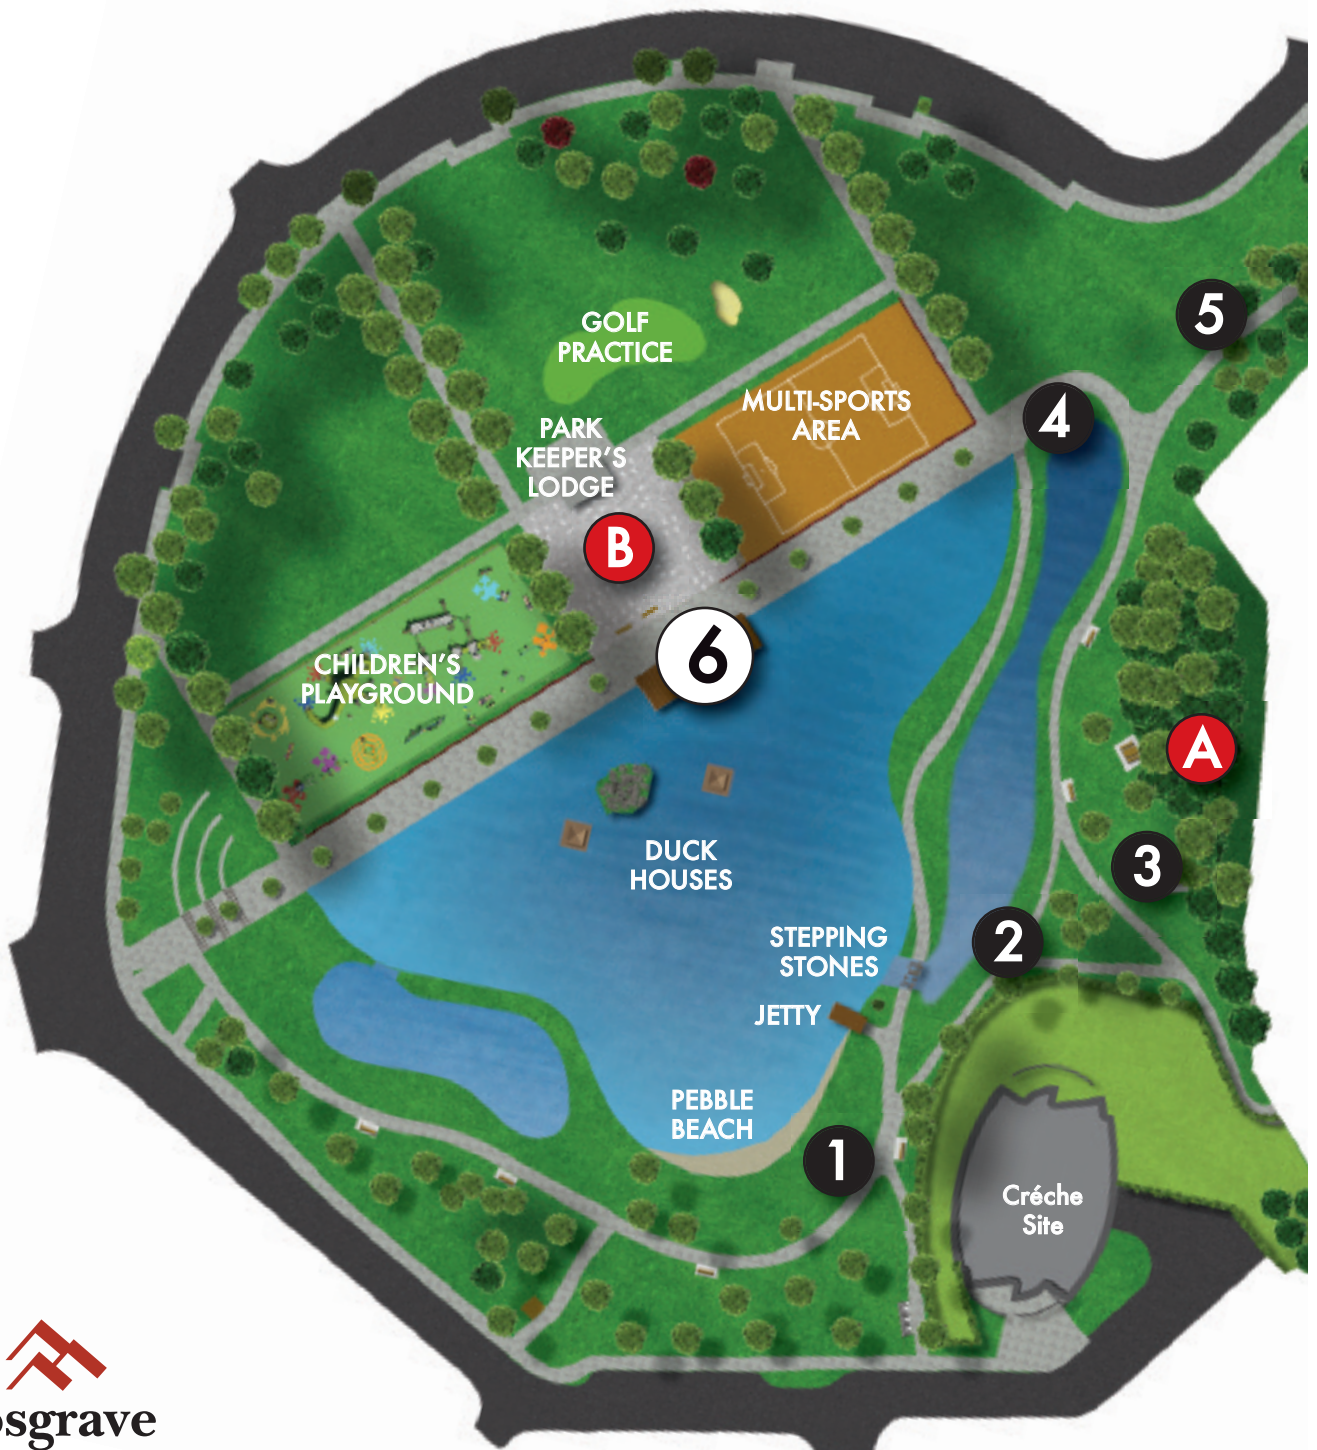 5
GOLF
PRACTICE
MULTI-SPORTS
AREA
4
PARK
KEEPER'S
LODGE
B
6
CHILDREN'S
PLAYGROUND
A
DUCK
HOUSES
3
STEPPING
STONES
2
JETTY
PEBBLE
BEACH
1
Créche
Site
osgrave